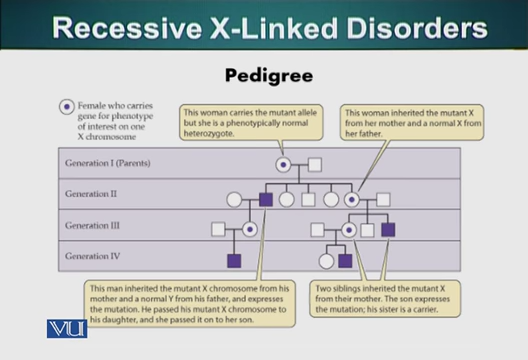 Recessive X-Linked Disorders
Pedigree
Female who carries
gene for phenotype
of interest on one
X chromosome
This woman carries the mutant allele
but she is a phenotypically normal
heterozygote.
This woman inherited the mutant X
from her mother and a normal X from
her father.
Generation I (Parents)
Generation II
Generation III
Generation IV
This man inherited the mutant X chromosome from his
mother and a normal Y from his father, and expresses
the mutation. He passed his mutant X chromosome to
his daughter, and she passed it on to her son.
Two siblings inherited the mutant X
from their mother. The son expresses
the mutation; his sister is a carrier.
VU